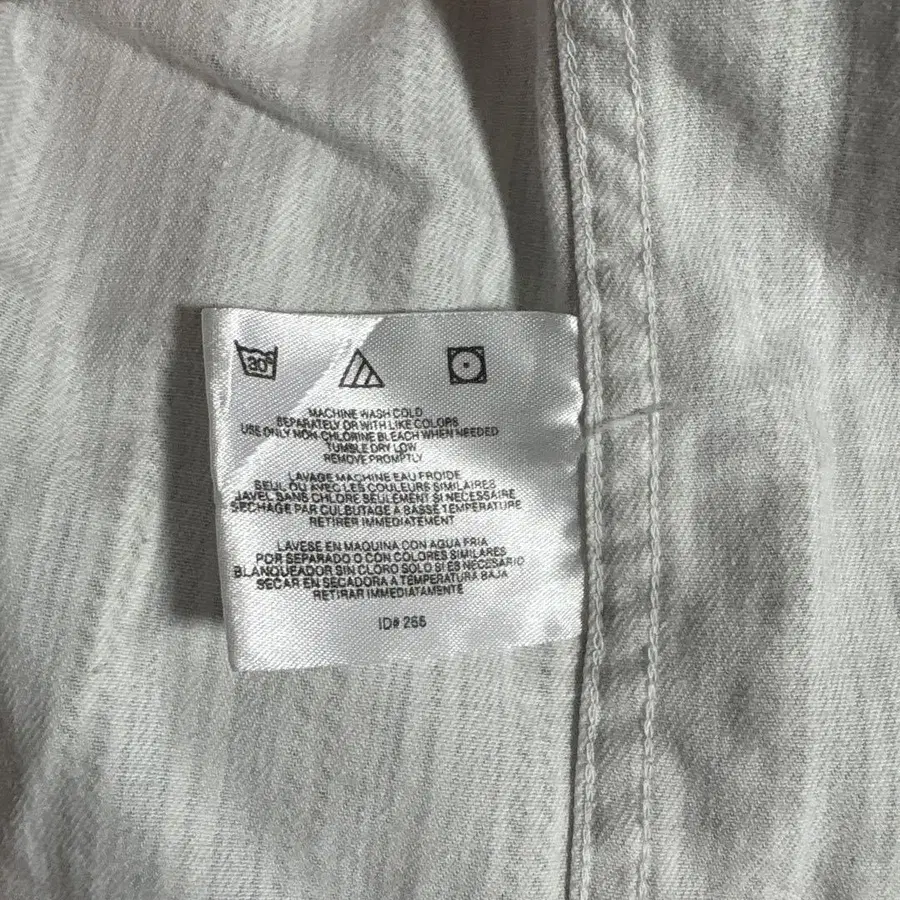 30°
MACHINE WASH COLD
SEPARATELY OR WITH LIKE COLORS
USE ONLY NON-CHLORINE BLEACH WHEN NEEDED
TUMBLE DRY LOW
REMOVE PROMPTLY
LAVAGE MACHINE EAU FROIDE
SEUL OU AVEC LES COULEURS SIMILAIRES
JAVEL SANS CHLORE SEULEMENT SI NECESSAIRE
SECHAGE PAR CULBUTAGE A BASSE TEMPERATURE
RETIRER IMMEDIATEMENT
LAVESE EN MAQUINA CON AGUA FRIA
POR SEPARADO O CON COLORES SIMILARES
BLANQUEADOR SIN CLORO SOLO SI ES NECESARIO
SECAR EN SECADORA A TEMPERATURA BAJA
RETIRAR IMMEDIATAMENTE
ID# 266